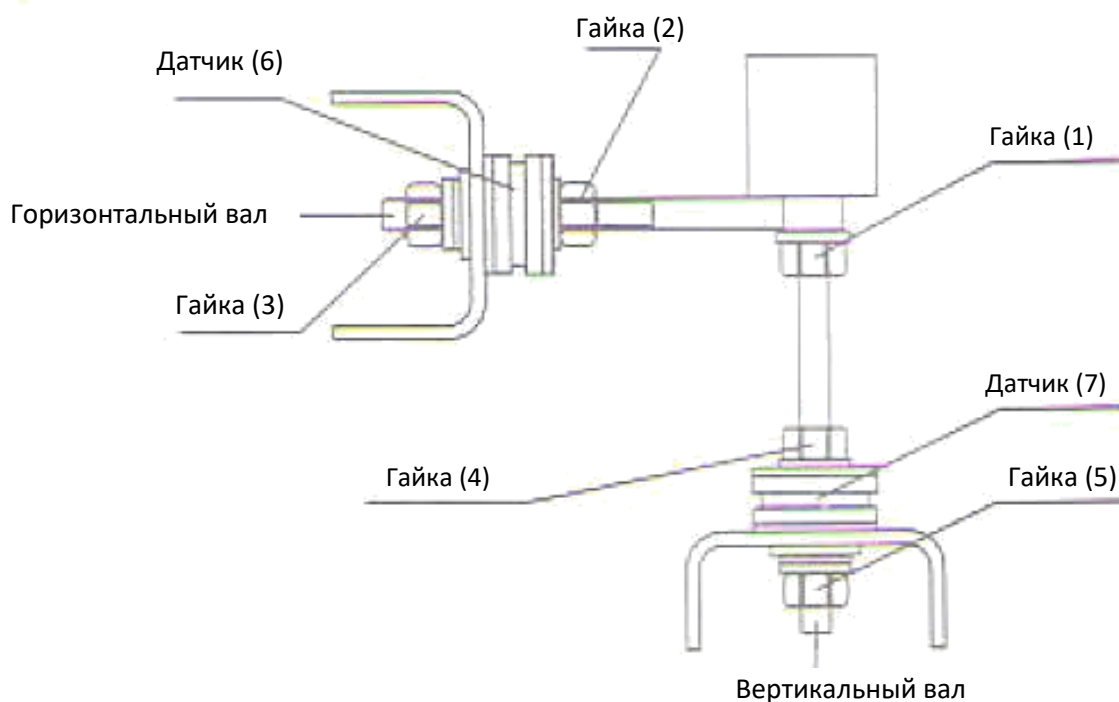 Гайка (2)
Датчик (6)
Гайка (1)
Горизонтальный вал
Гайка (3)
Датчик (7)
Гайка (4)
Гайка (5)
Вертикальный вал